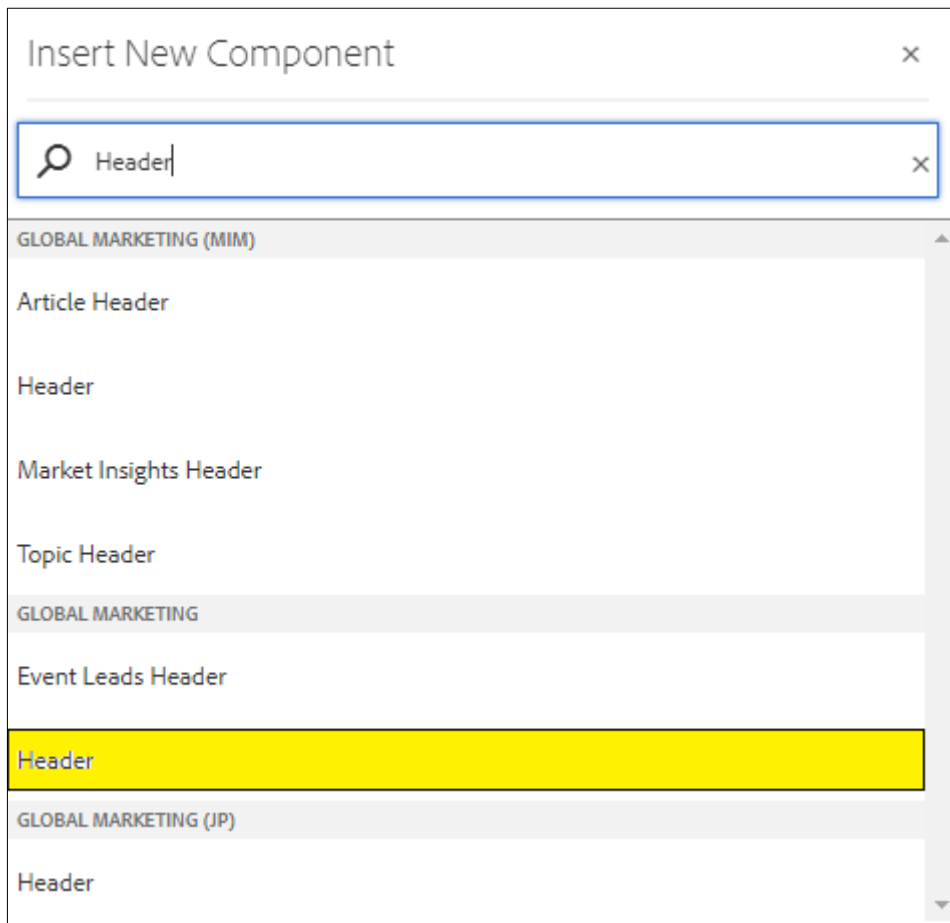 Insert New Component
Header
GLOBAL MARKETING (MIM)
Article Header
Header
Market Insights Header
Topic Header
GLOBAL MARKETING
Event Leads Header
Header
GLOBAL MARKETING (JP)
Header